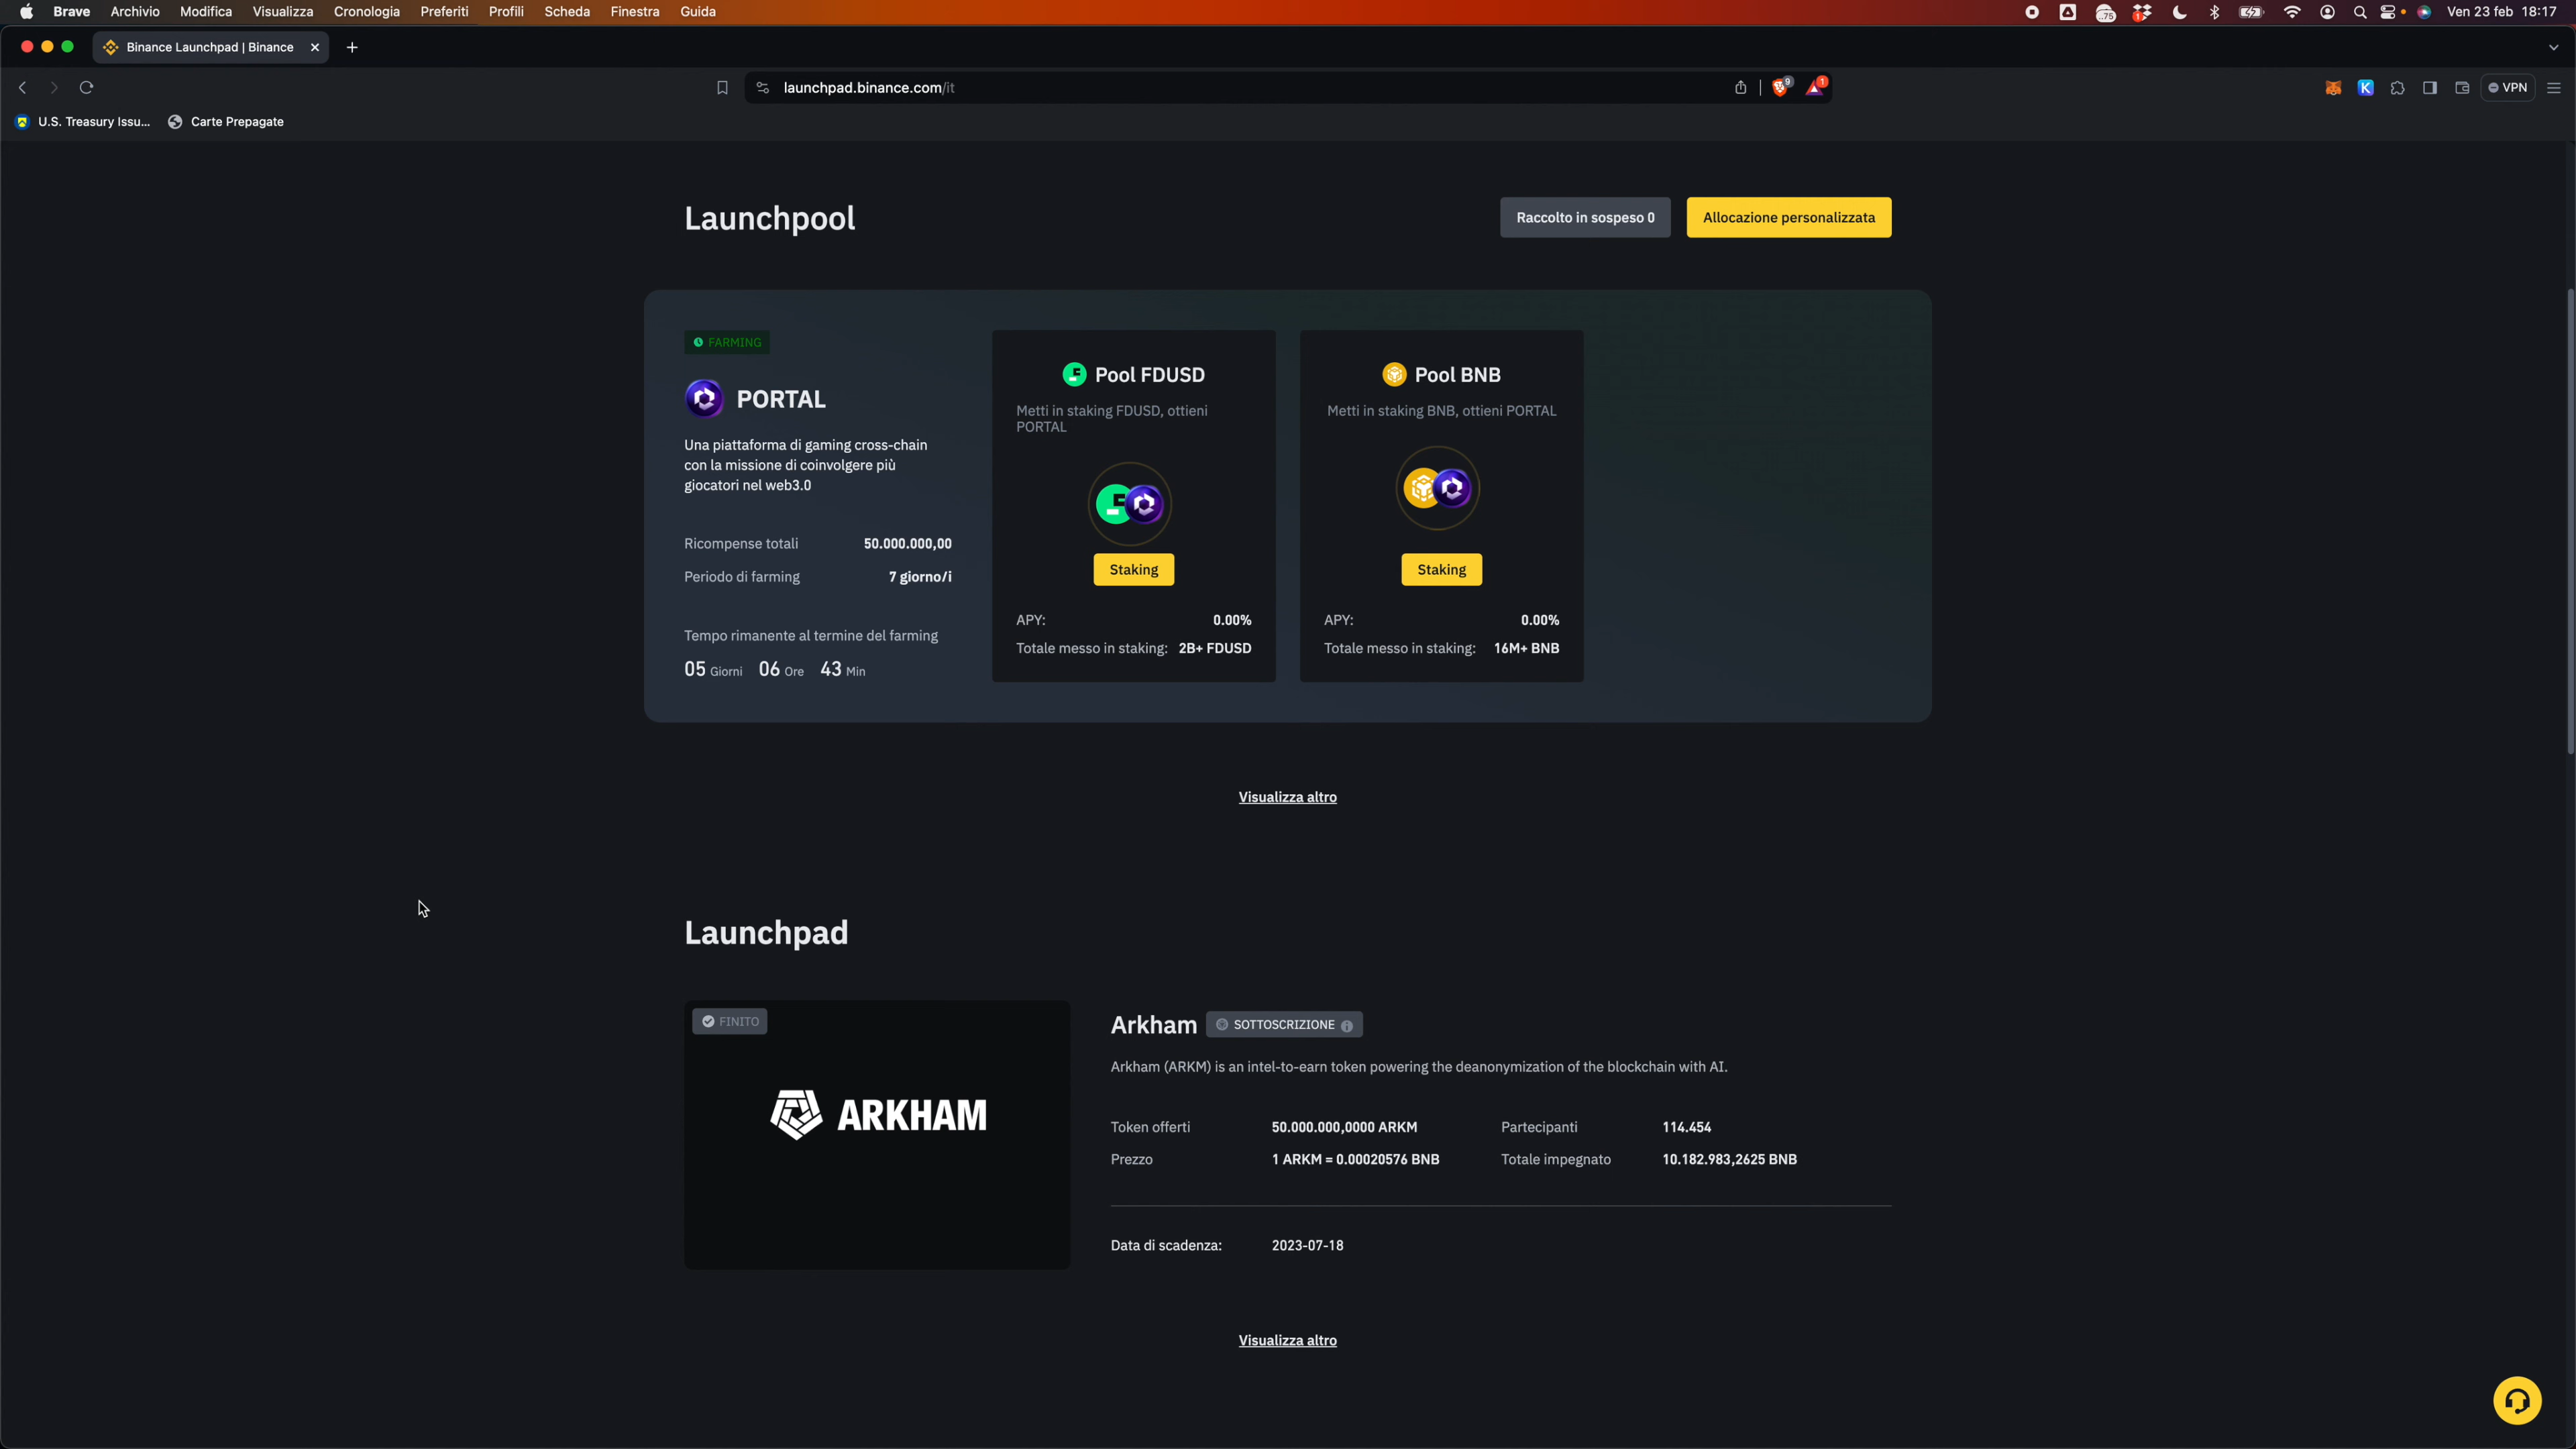 Brave Archivio Modifica Visualizza Cronologia Preferiti Profili Scheda Finestra Guida
.75
1
Ven 23 feb 18:17
Binance Launchpad | Binance
launchpad.binance.com/it
9
1
K
VPN
U.S. Treasury Issu...
Carte Prepagate
Launchpool
Raccolto in sospeso 0
Allocazione personalizzata
FARMING
PORTAL
Una piattaforma di gaming cross-chain
con la missione di coinvolgere più
giocatori nel web3.0
Ricompense totali 50.000.000,00
Periodo di farming 7 giorno/i
Tempo rimanente al termine del farming
05 Giorni 06 Ore 43 Min
Pool FDUSD
Metti in staking FDUSD, ottieni
PORTAL
Staking
APY: 0.00%
Totale messo in staking: 2B+ FDUSD
Pool BNB
Metti in staking BNB, ottieni PORTAL
Staking
APY: 0.00%
Totale messo in staking: 16M+ BNB
Visualizza altro
Launchpad
FINITO
ARKHAM
Arkham SOTTOSCRIZIONE
Arkham (ARKM) is an intel-to-earn token powering the deanonymization of the blockchain with AI.
Token offerti 50.000.000,0000 ARKM Partecipanti 114.454
Prezzo 1 ARKM = 0.00020576 BNB Totale impegnato 10.182.983,2625 BNB
Data di scadenza: 2023-07-18
Visualizza altro